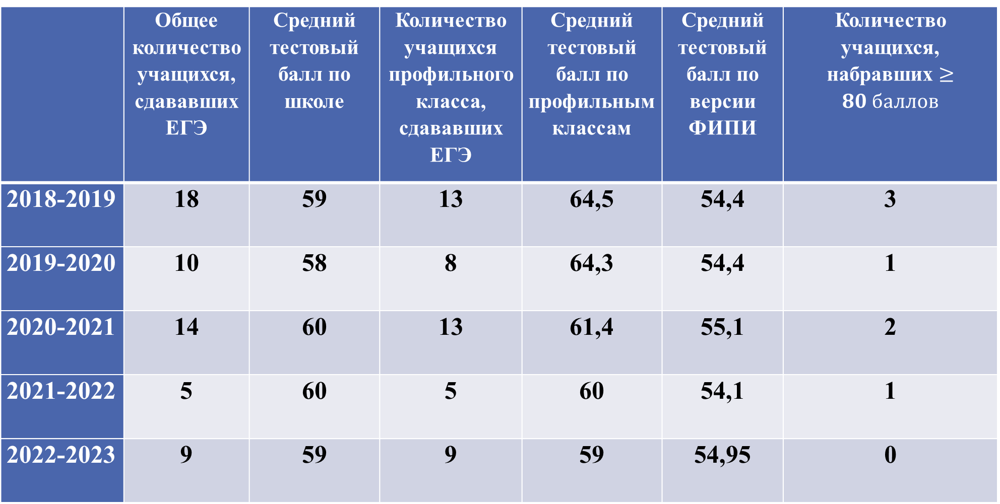 Общее
количество
учащихся,
сдававших
ЕГЭ
Средний
тестовый
балл по
школе
Количество
учащихся
профильного
класса,
сдававших
ЕГЭ
Средний
тестовый
балл по
профильным
классам
Средний
тестовый
балл по
версии
ФИПИ
Количество
учащихся,
набравших ≥
80 баллов
2018-2019 18 59 13 64,5 54,4 3
2019-2020 10 58 8 64,3 54,4 1
2020-2021 14 60 13 61,4 55,1 2
2021-2022 5 60 5 60 54,1 1
2022-2023 9 59 9 59 54,95 0